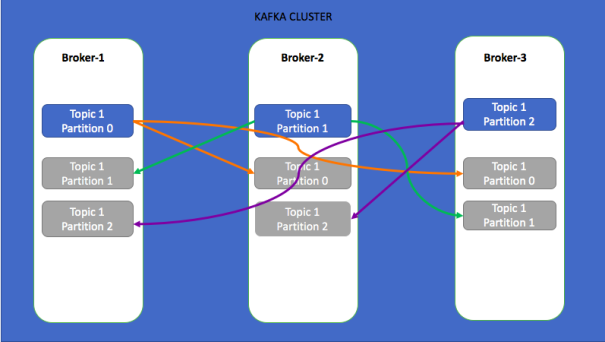 KAFKA CLUSTER
Broker-1
Topic 1
Partition 0
Topic 1
Partition 1
Topic 1
Partition 2
Broker-2
Topic 1
Partition 1
Topic 1
Partition 0
Topic 1
Partition 2
Broker-3
Topic 1
Partition 2
Topic 1
Partition 0
Topic 1
Partition 1